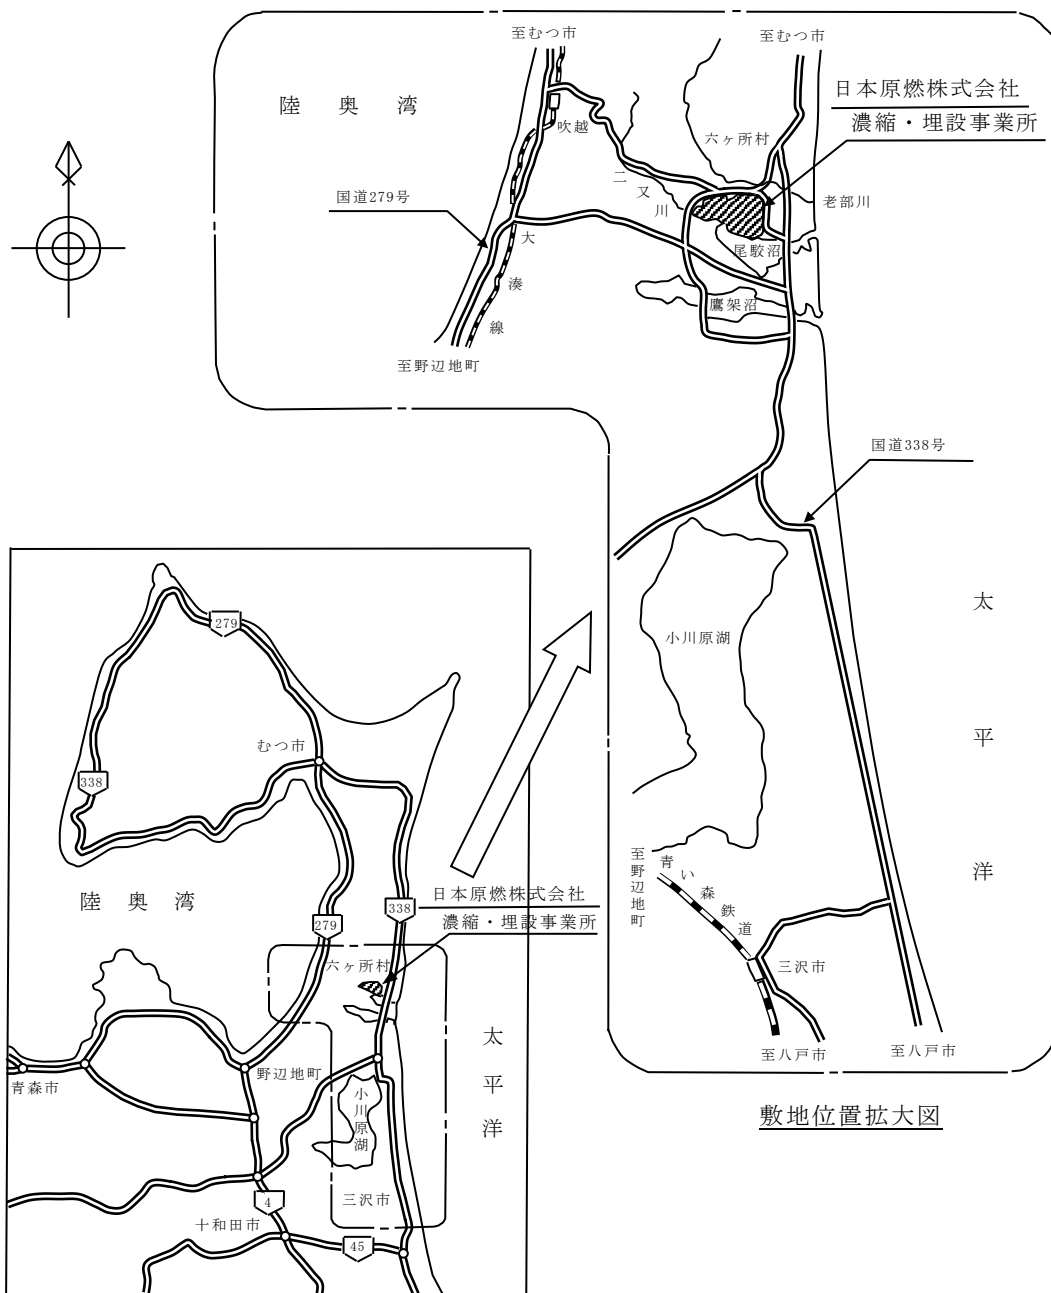 至むつ市
至むつ市
陸奥湾
日本原燃株式会社
濃縮・埋設事業所
吹越
六ヶ所村
二又川
老部川
国道279号
大湊線
尾駮沼
鷹架沼
至野辺地町
国道338号
太平洋
小川原湖
至野辺地町
青い森鉄道
三沢市
至八戸市
至八戸市
敷地位置拡大図
279
むつ市
338
陸奥湾
日本原燃株式会社
338
濃縮・埋設事業所
279
六ヶ所村
太平洋
野辺地町
青森市
小川原湖
三沢市
4
十和田市
45